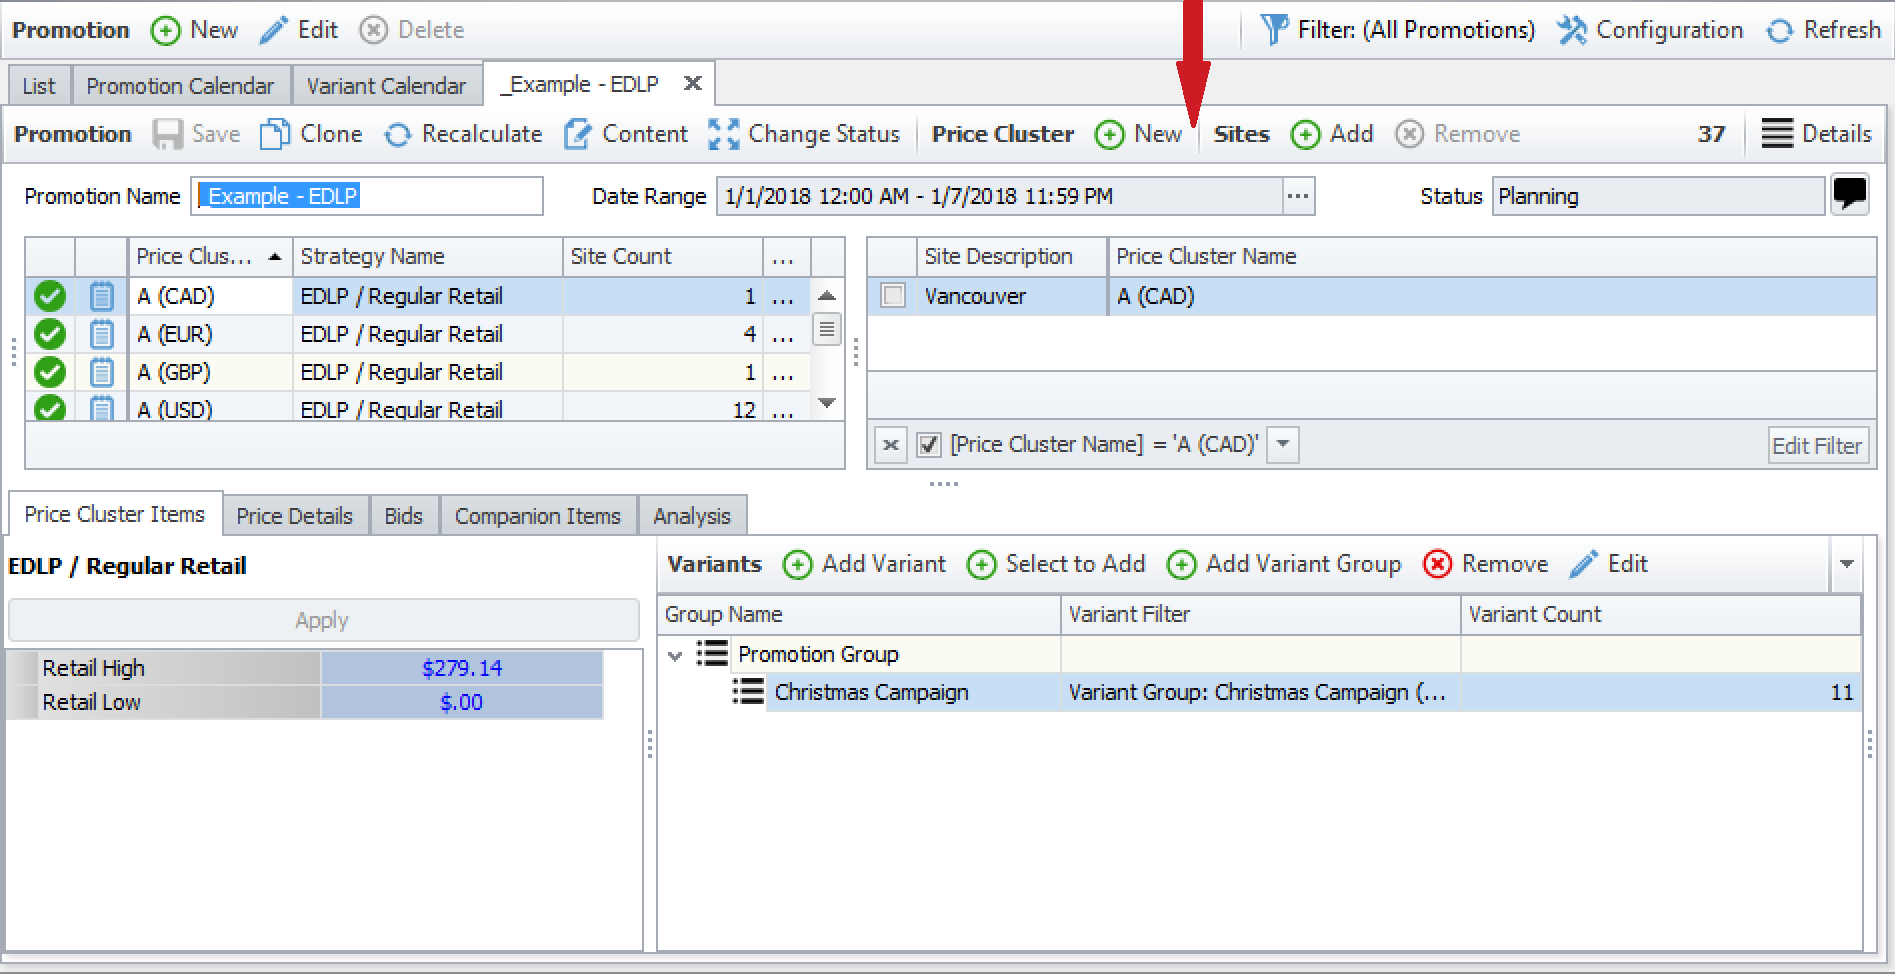 Promotion New Edit Delete Filter: (All Promotions) Configuration Refresh
List Promotion Calendar Variant Calendar _Example - EDLP
Promotion Save Clone Recalculate Content Change Status Price Cluster New Sites Add Remove 37 Details
Promotion Name _Example - EDLP Date Range 1/1/2018 12:00 AM - 1/7/2018 11:59 PM ... Status Planning
Price Clus... Strategy Name Site Count ...
A (CAD) EDLP / Regular Retail 1 ...
A (EUR) EDLP / Regular Retail 4 ...
A (GBP) EDLP / Regular Retail 1 ...
A (USD) EDLP / Regular Retail 12 ...
Site Description Price Cluster Name
Vancouver A (CAD)
[Price Cluster Name] = 'A (CAD)' Edit Filter
Price Cluster Items Price Details Bids Companion Items Analysis
EDLP / Regular Retail
Apply
Retail High $279.14
Retail Low $.00
Variants Add Variant Select to Add Add Variant Group Remove Edit
Group Name Variant Filter Variant Count
Promotion Group
Christmas Campaign Variant Group: Christmas Campaign (... 11